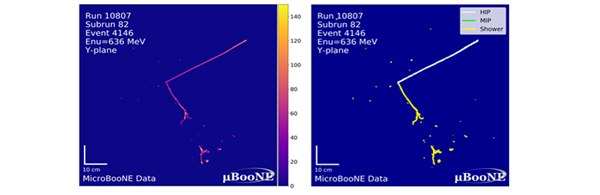 Run 10807
Subrun 82
Event 4146
Enu=636 MeV
Y-plane
10 cm
MicroBooNE Data
µBooNE
140
120
100
80
60
40
20
0
Run 10807
Subrun 82
Event 4146
Enu=636 MeV
Y-plane
HIP
MIP
Shower
10 cm
MicroBooNE Data
µBooNE